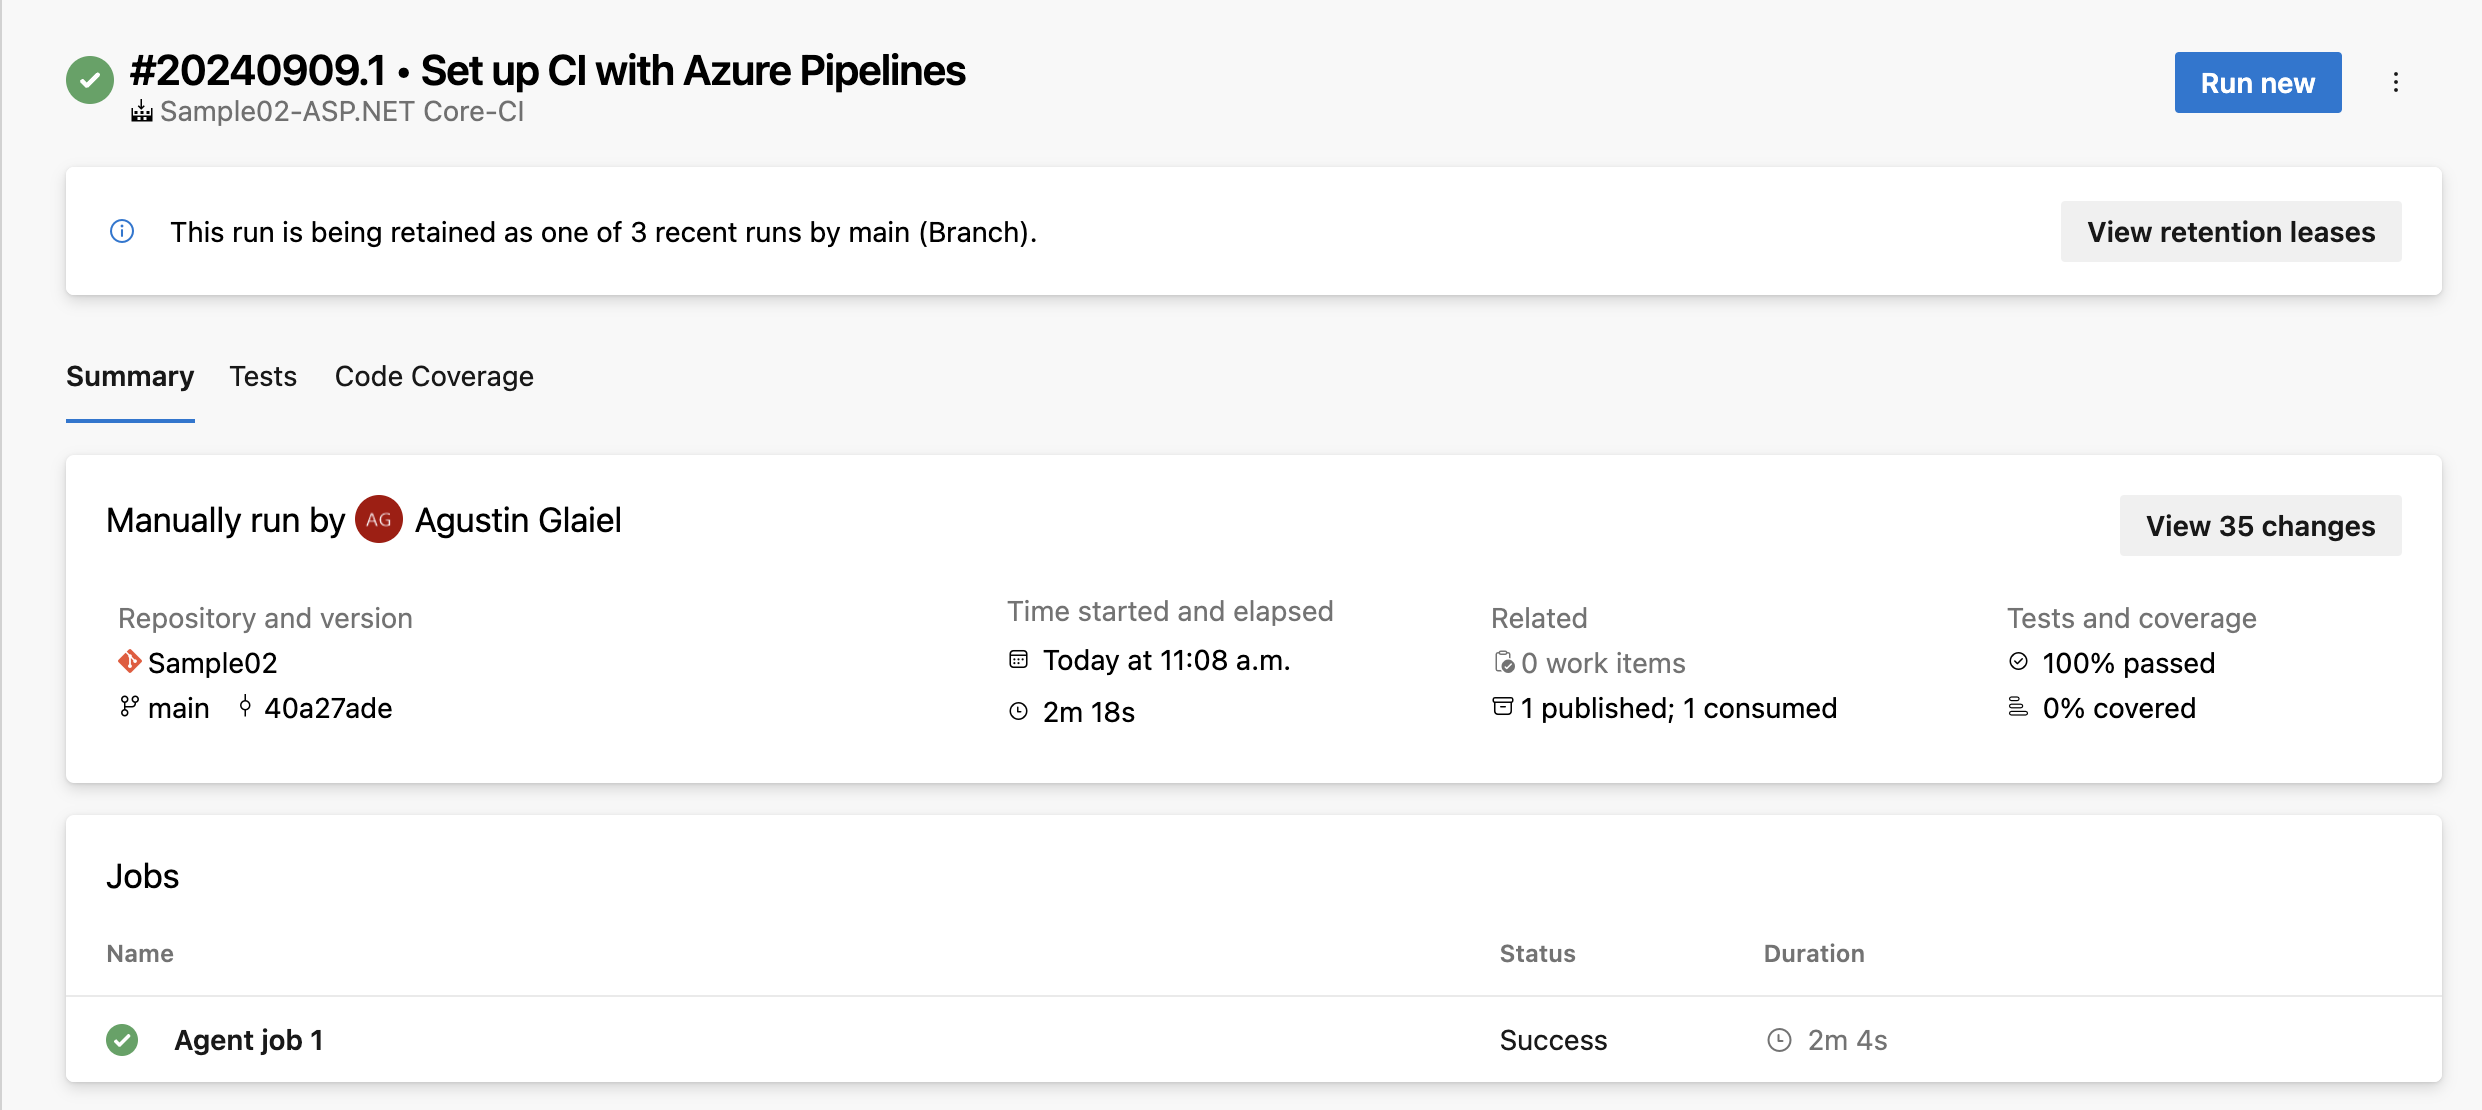 #20240909.1 • Set up CI with Azure Pipelines
Sample02-ASP.NET Core-CI
Run new
This run is being retained as one of 3 recent runs by main (Branch).
View retention leases
Summary Tests Code Coverage
Manually run by AG Agustin Glaiel
View 35 changes
Repository and version
Sample02
main 40a27ade
Time started and elapsed
Today at 11:08 a.m.
2m 18s
Related
0 work items
1 published; 1 consumed
Tests and coverage
100% passed
0% covered
Jobs
Name Status Duration
Agent job 1 Success 2m 4s